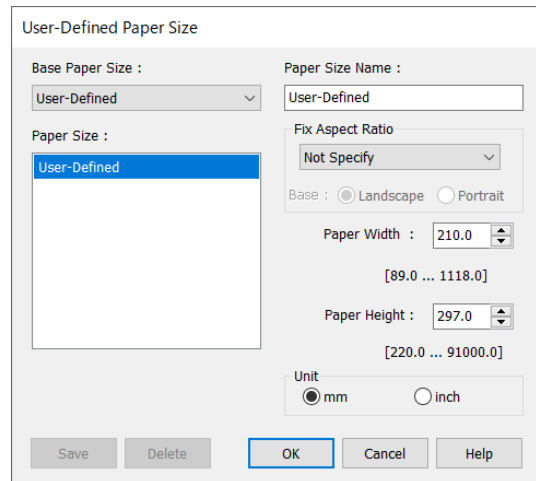 User-Defined Paper Size
Base Paper Size :
User-Defined
Paper Size :
User-Defined
Paper Size Name :
User-Defined
Fix Aspect Ratio
Not Specify
Base : Landscape Portrait
Paper Width : 210.0
[89.0 ... 1118.0]
Paper Height : 297.0
[220.0 ... 91000.0]
Unit
mm inch
Save Delete OK Cancel Help